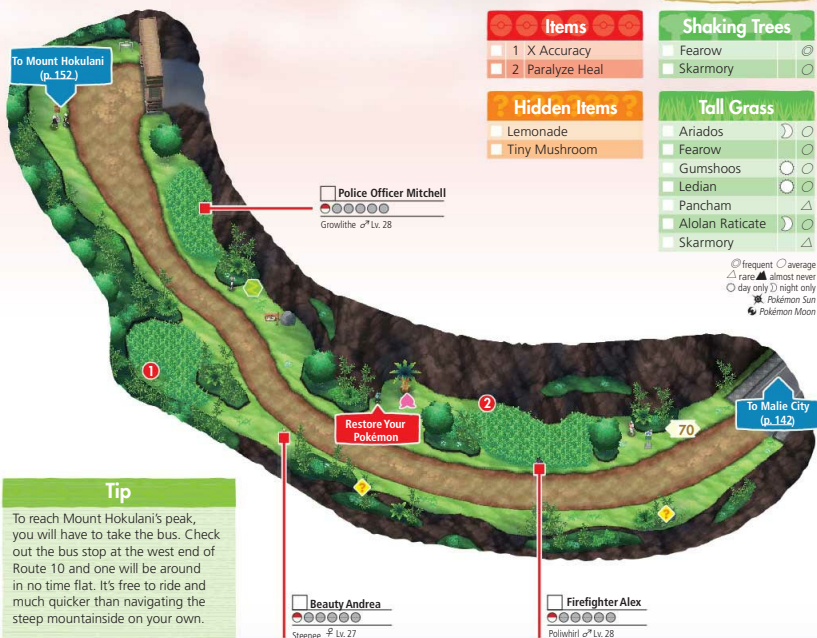 Items
1 X Accuracy
2 Paralyze Heal
Hidden Items
Lemonade
Tiny Mushroom
Shaking Trees
Fearow
Skarmory
Tall Grass
Ariados
Fearow
Gumshoos
Ledian
Pancham
Alolan Raticate
Skarmory
frequent average
rare almost never
day only night only
Pokémon Sun
Pokémon Moon
To Mount Hokulani
(p. 152)
Police Officer Mitchell
Growlithe ♂ Lv. 28
1
2
Restore Your
Pokémon
70
To Malie City
(p. 142)
?
?
Tip
To reach Mount Hokulani's peak,
you will have to take the bus. Check
out the bus stop at the west end of
Route 10 and one will be around
in no time flat. It's free to ride and
much quicker than navigating the
steep mountainside on your own.
Beauty Andrea
Steenee ♀ Lv. 27
Firefighter Alex
Poliwhirl ♂ Lv. 28